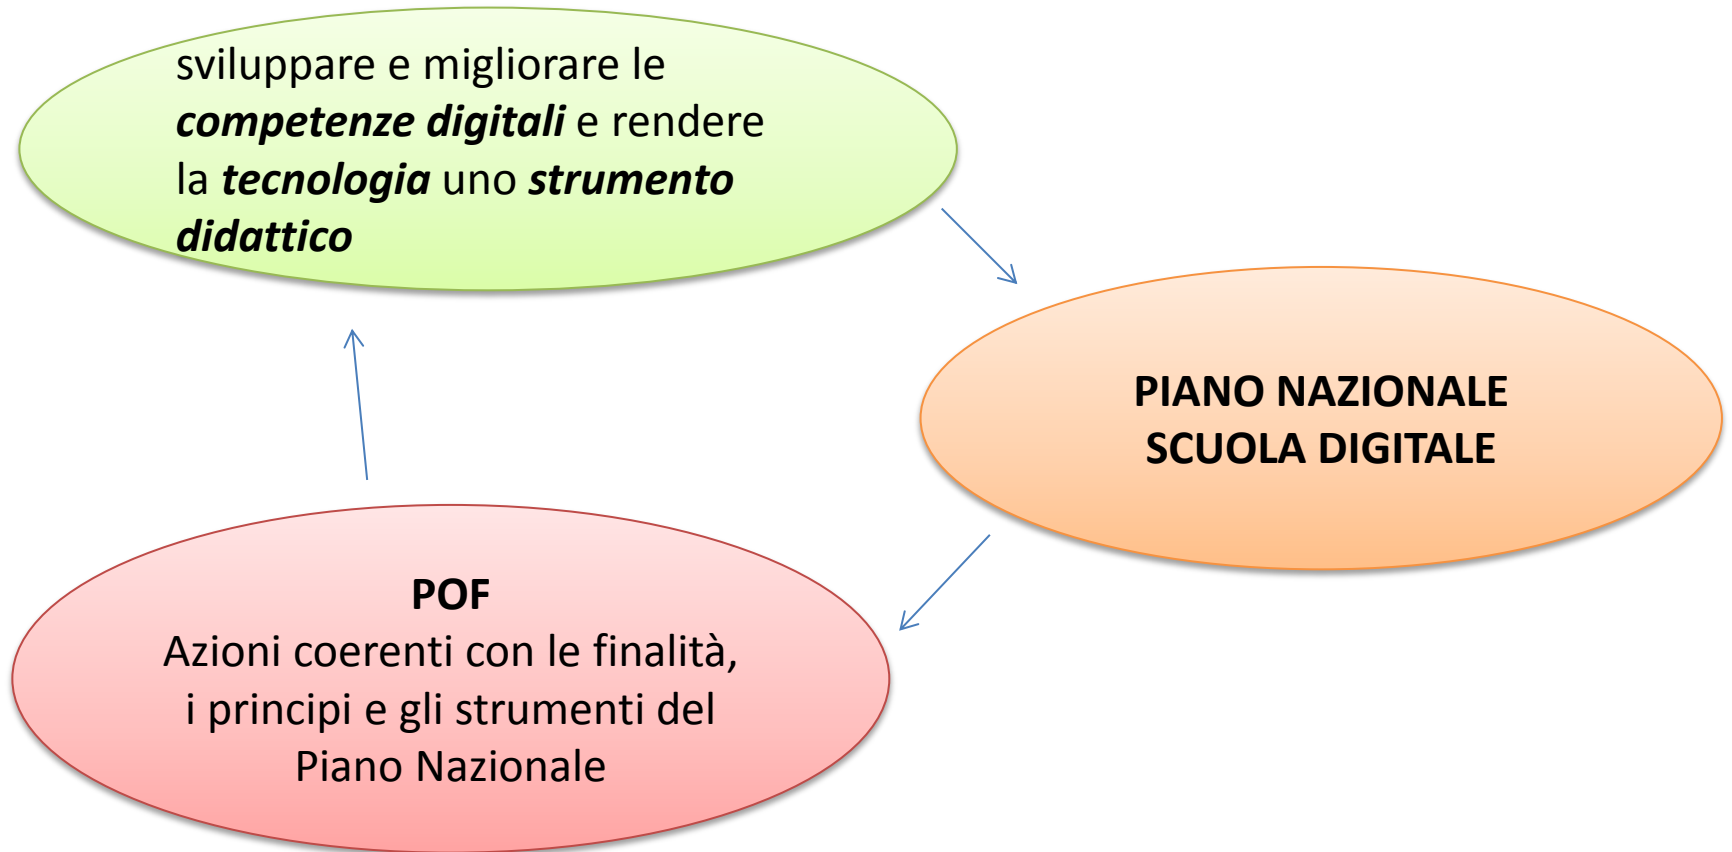 sviluppare e migliorare le
competenze digitali e rendere
la tecnologia uno strumento
didattico
PIANO NAZIONALE
SCUOLA DIGITALE
POF
Azioni coerenti con le finalità,
i principi e gli strumenti del
Piano Nazionale